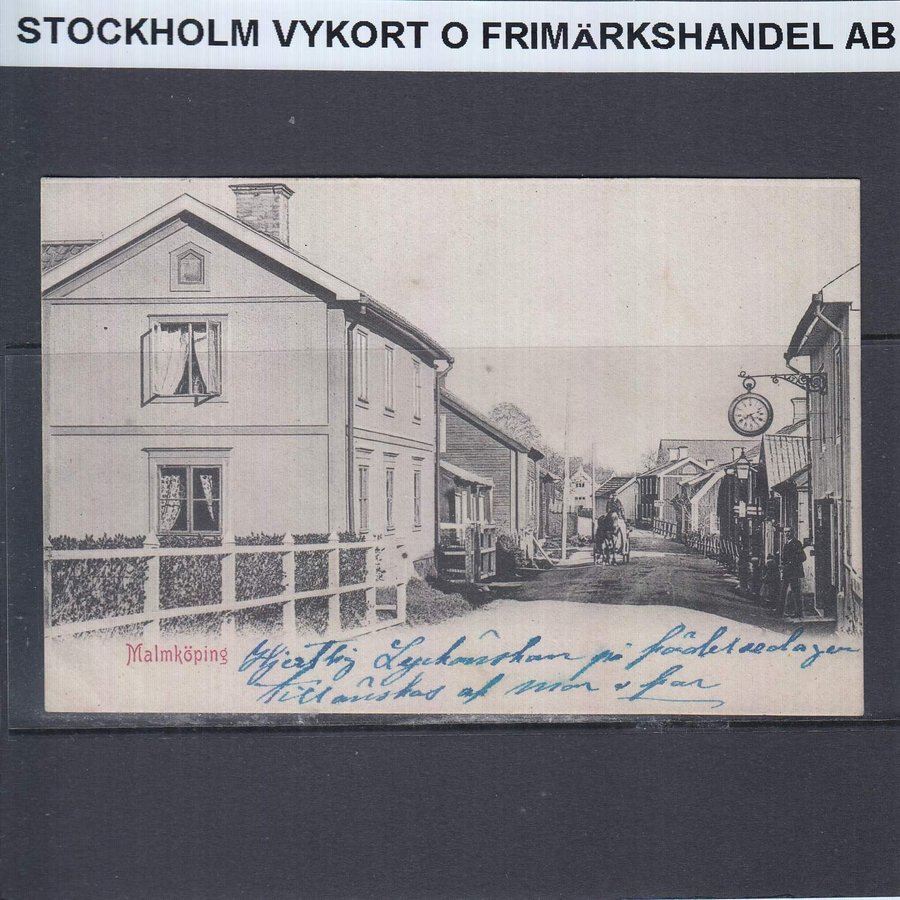 STOCKHOLM VYKORT O FRIMÄRKSHANDEL AB
Malmköping
Hjertlig Lyckönskan på födelsedagen
tillönskas af mor & far